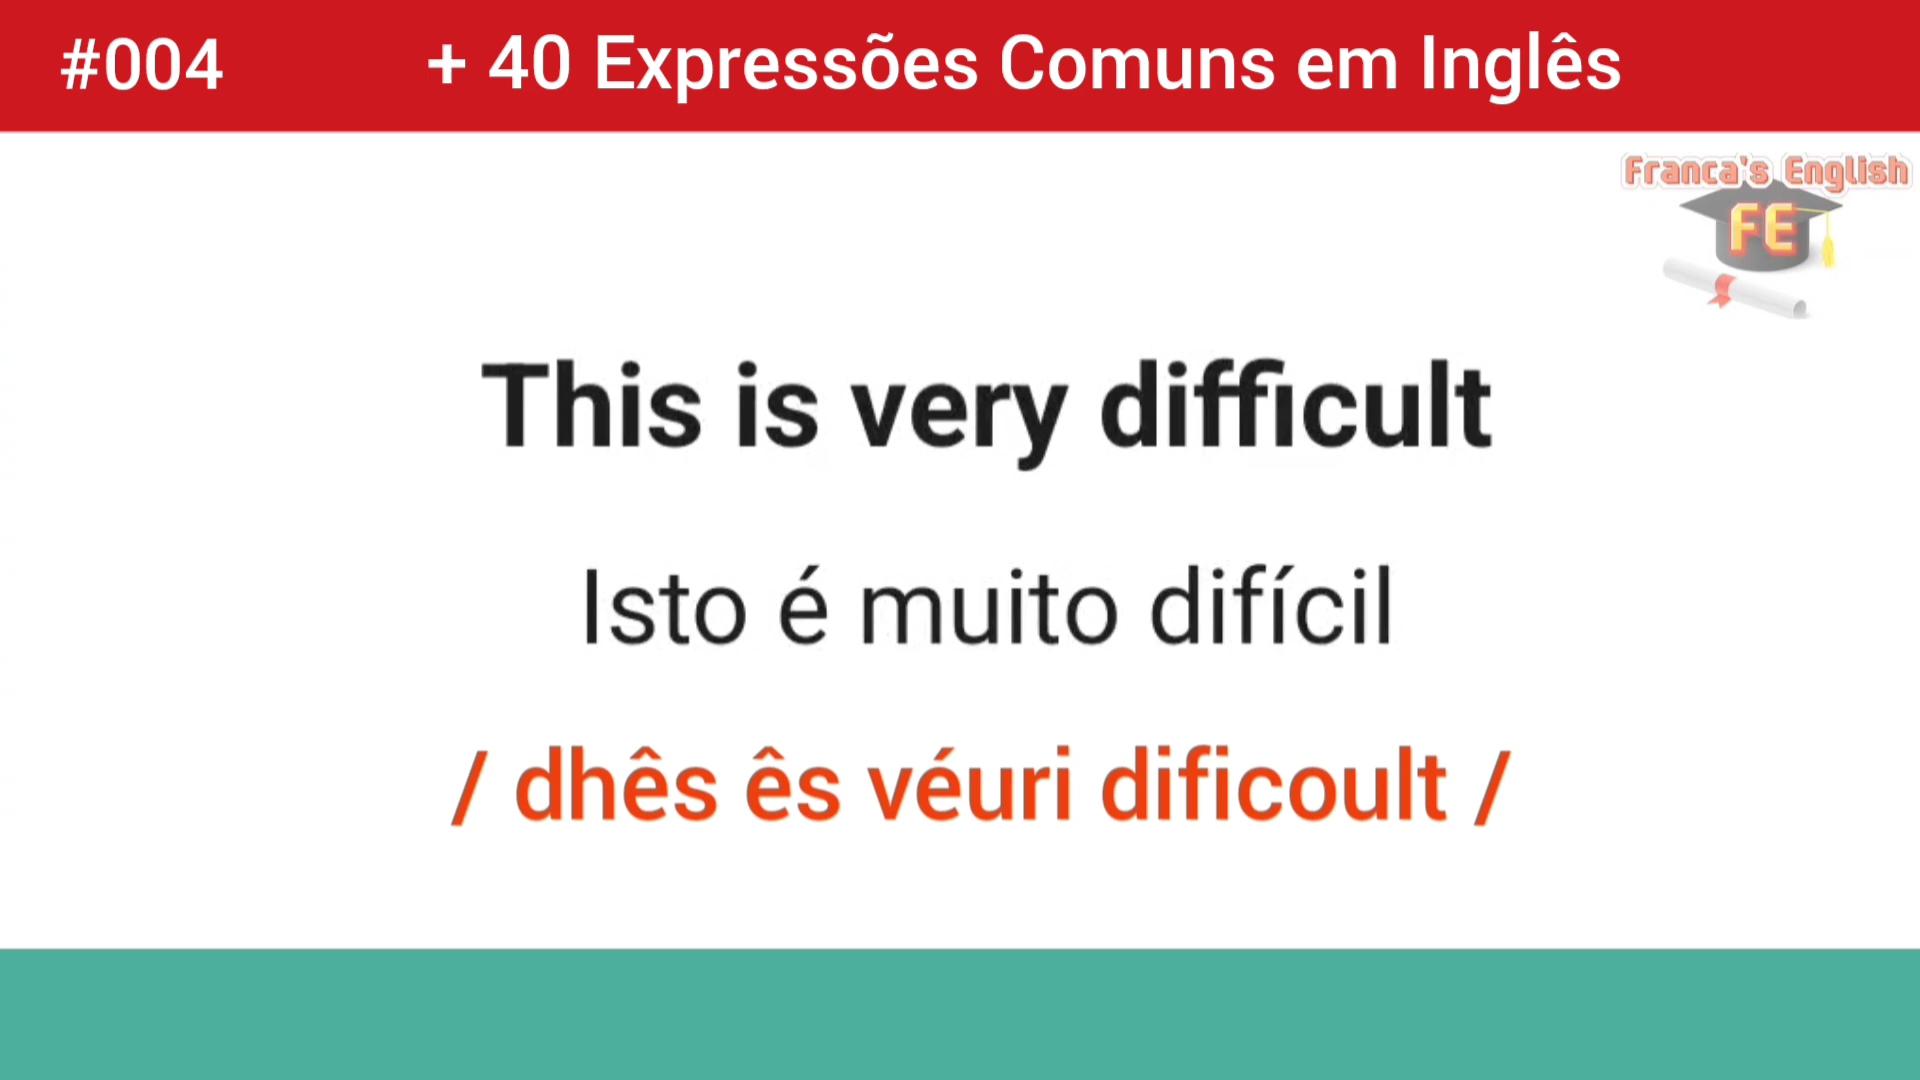 #004 + 40 Expressões Comuns em Inglês
Franca's English
FE
This is very difficult
Isto é muito difícil
/ dhês ês véuri dificoult /